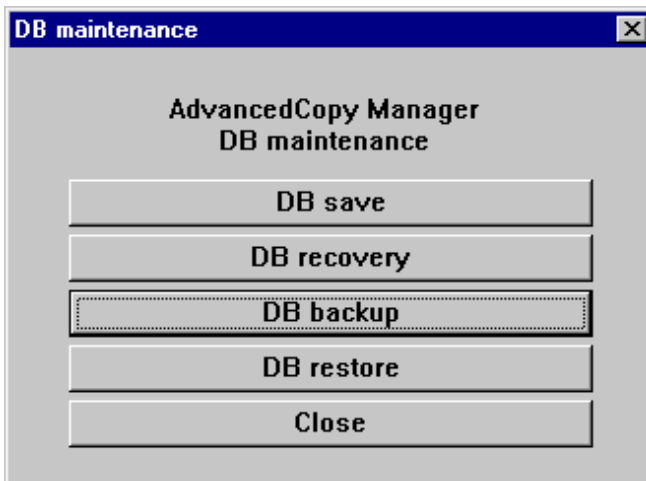 DB maintenance
AdvancedCopy Manager
DB maintenance
DB save
DB recovery
DB backup
DB restore
Close